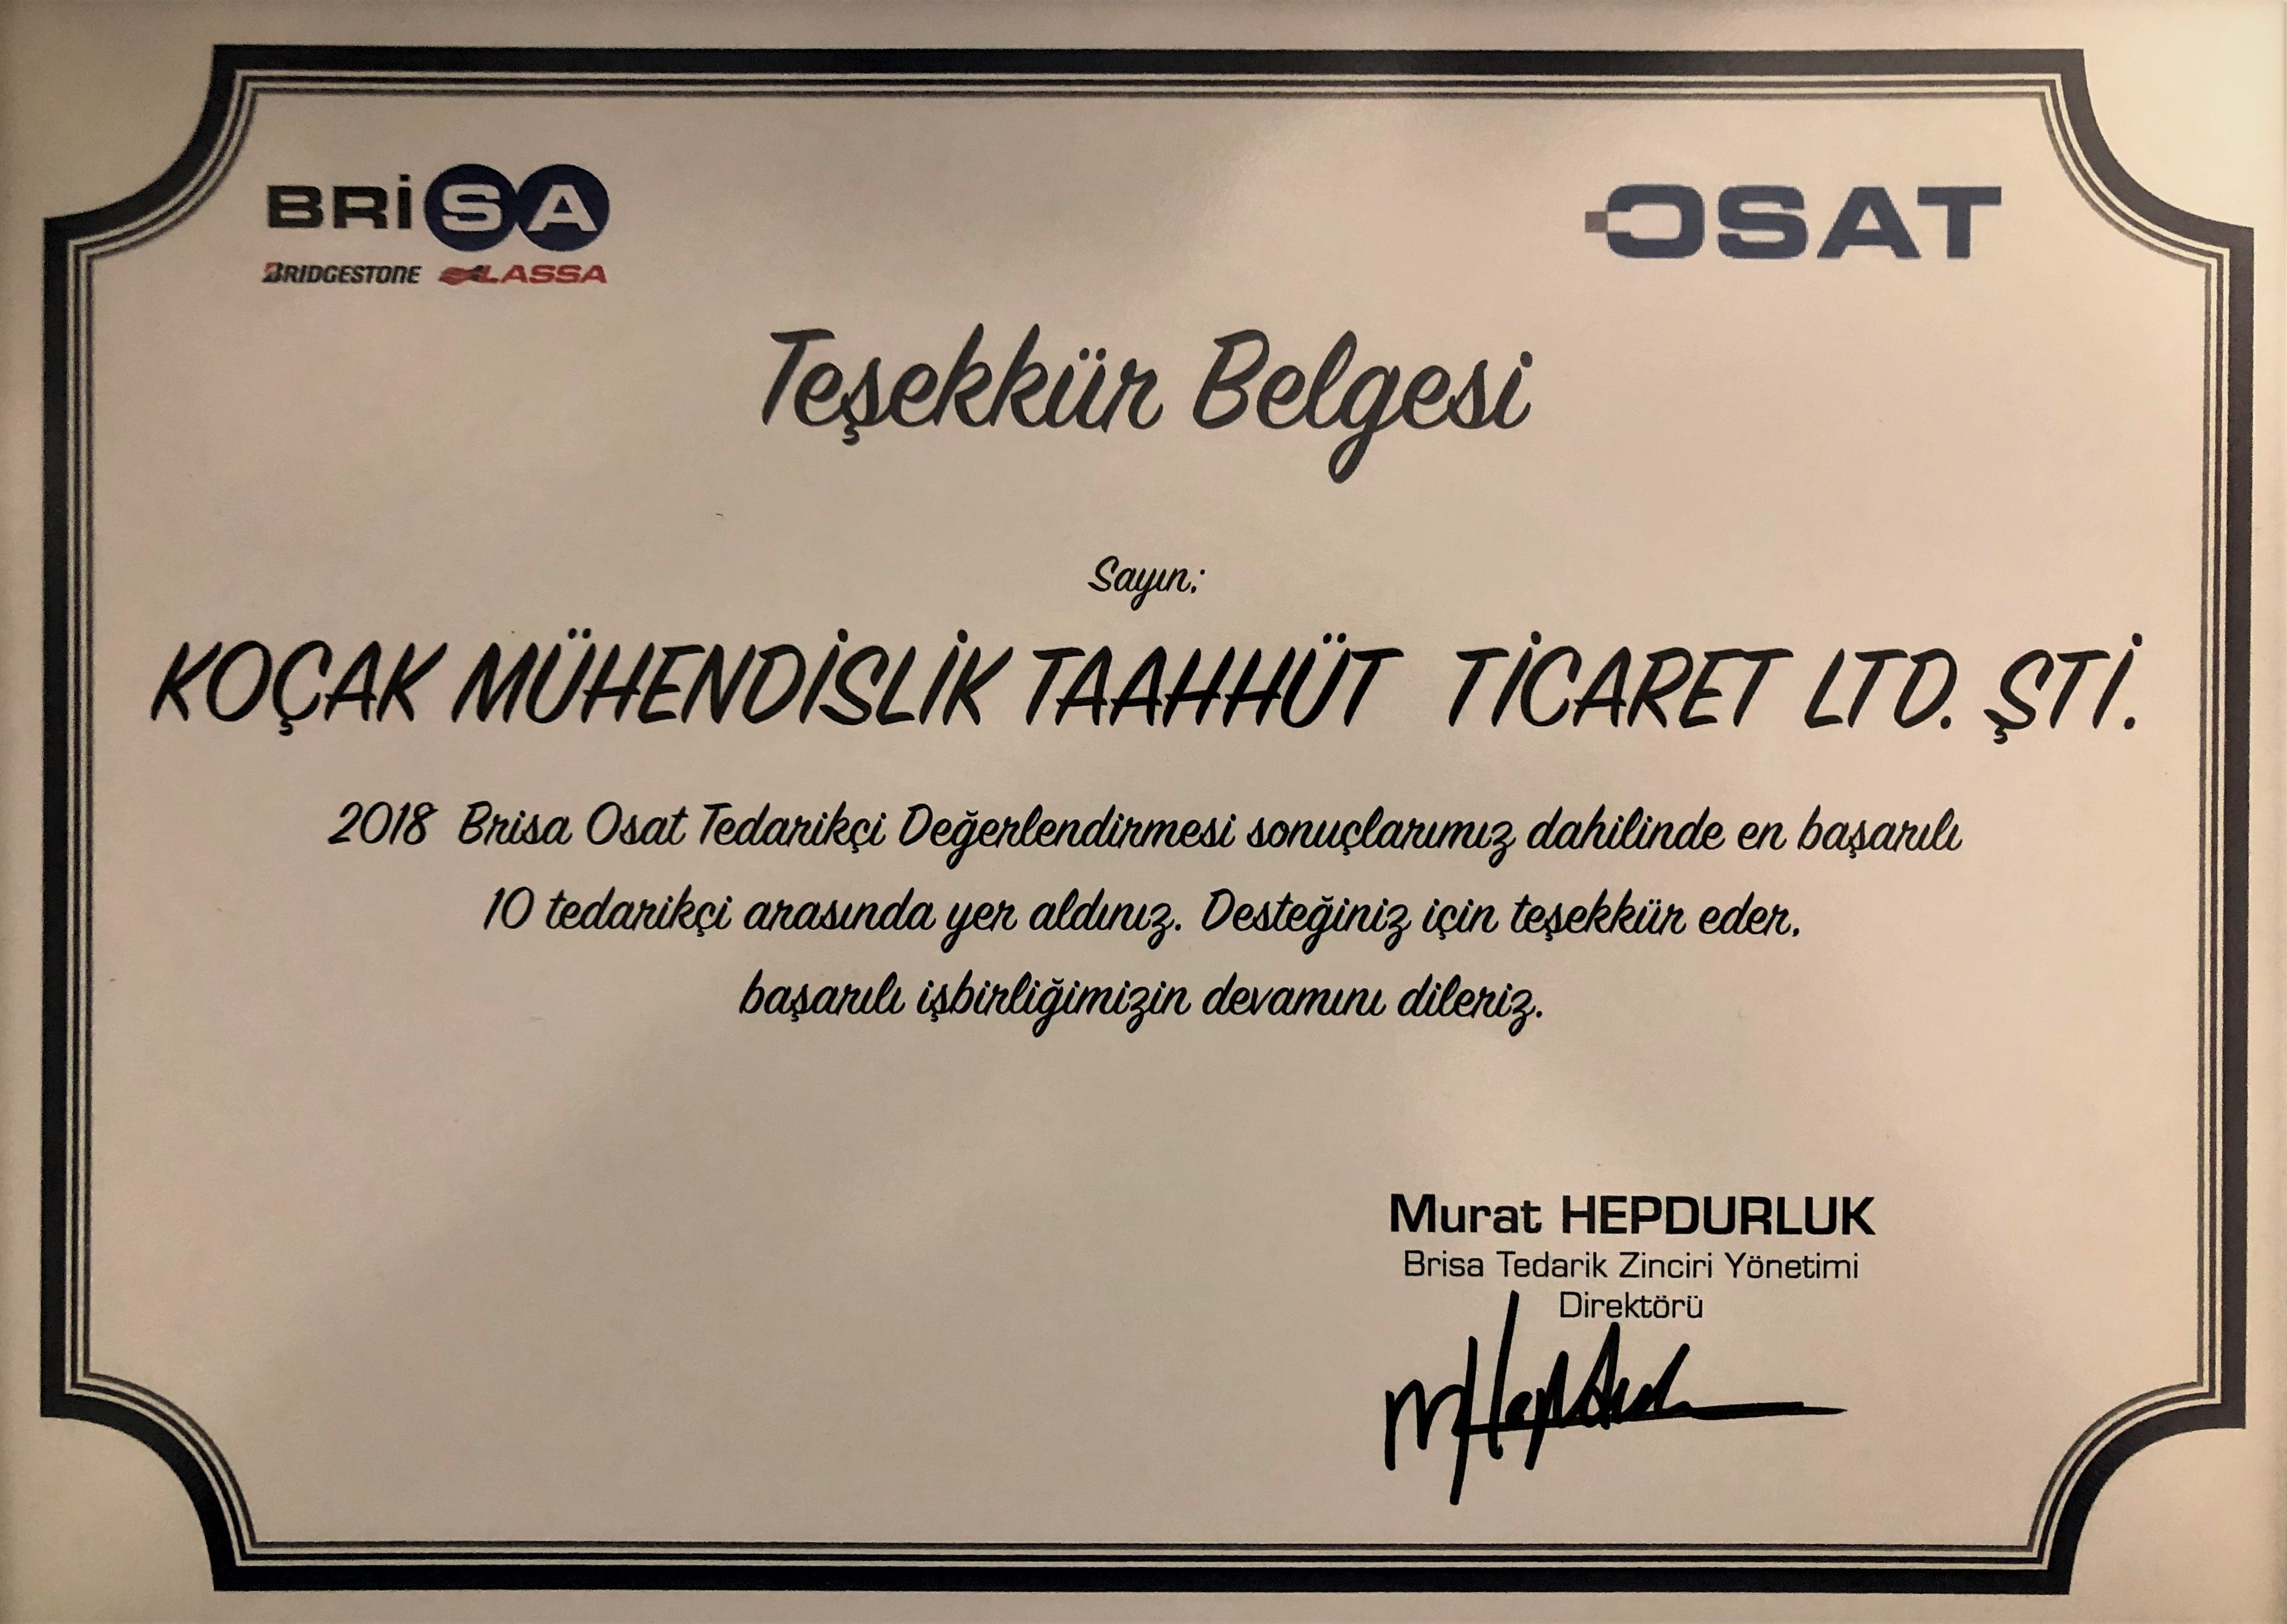 BRİSA
BRIDGESTONE LASSA
OSAT
Teşekkür Belgesi
Sayın:
KOÇAK MÜHENDİSLİK TAAHHÜT TİCARET LTD. ŞTİ.
2018 Brisa Osat Tedarikçi Değerlendirmesi sonuçlarımız dahilinde en başarılı
10 tedarikçi arasında yer aldınız. Desteğiniz için teşekkür eder,
başarılı işbirliğimizin devamını dileriz.
Murat HEPDURLUK
Brisa Tedarik Zinciri Yönetimi
Direktörü